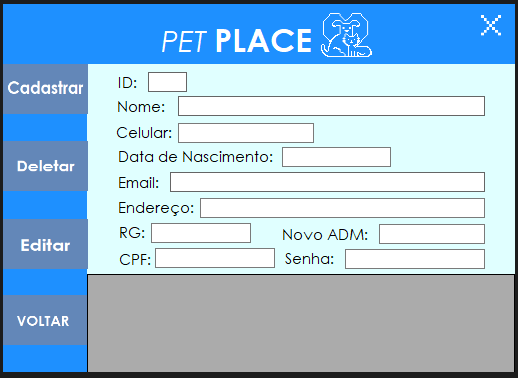 PET PLACE
Cadastrar
Deletar
Editar
VOLTAR
ID:
Nome:
Celular:
Data de Nascimento:
Email:
Endereço:
RG:
Novo ADM:
CPF:
Senha: